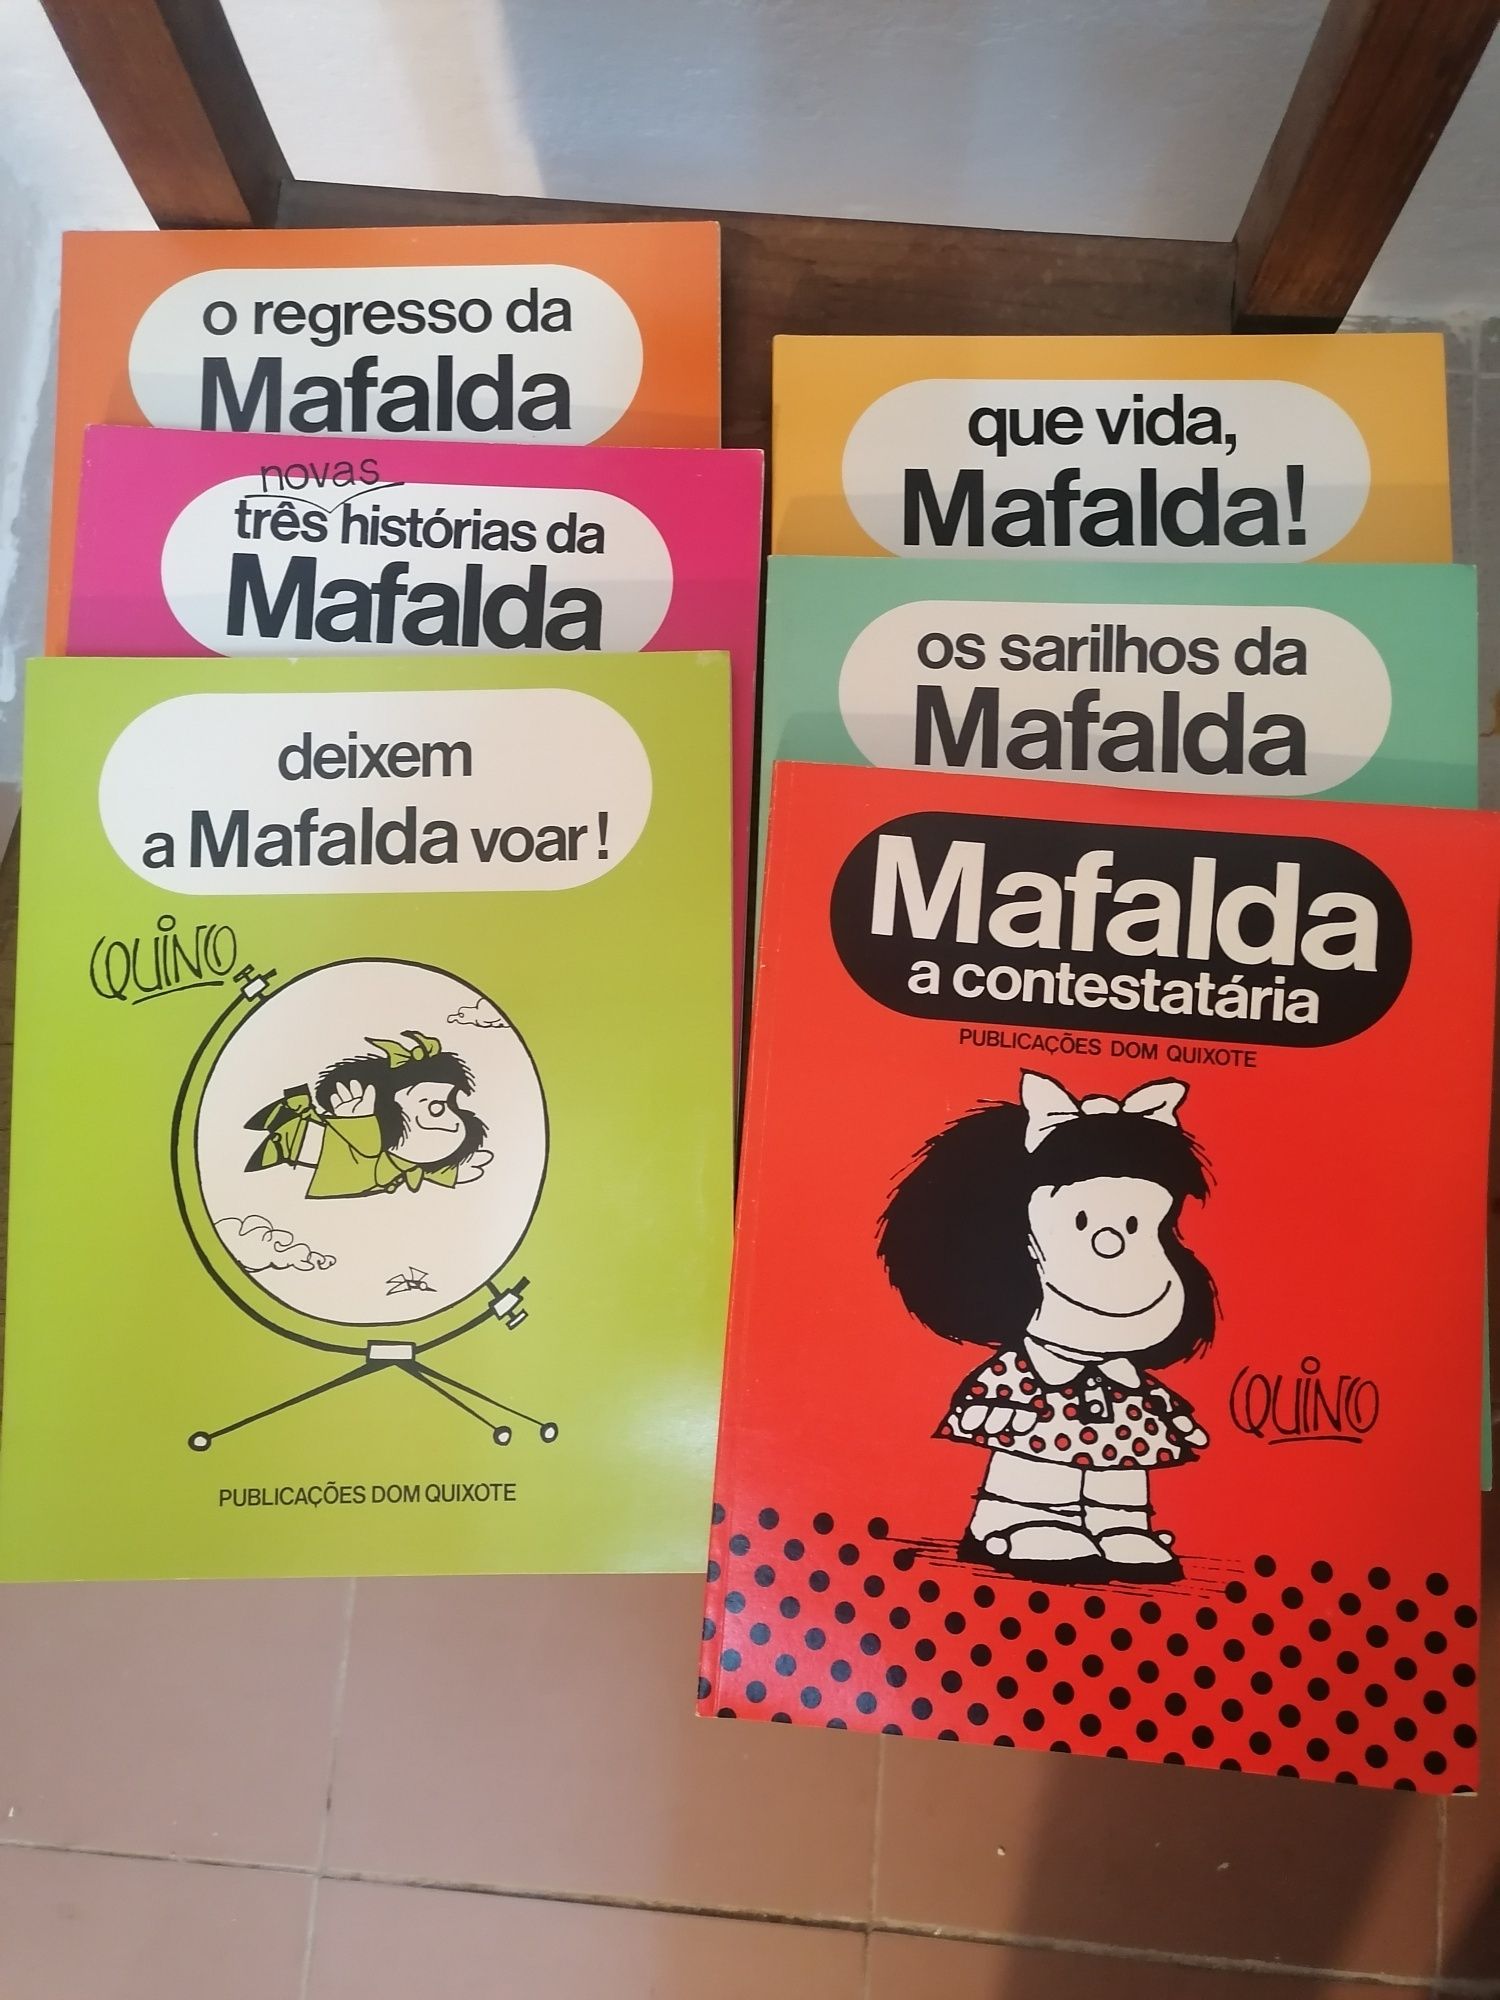 o regresso da
Mafalda
novas
três histórias da
Mafalda
deixem
a Mafalda voar!
QUINO
PUBLICAÇÕES DOM QUIXOTE
que vida,
Mafalda!
os sarilhos da
Mafalda
Mafalda
a contestatária
PUBLICAÇÕES DOM QUIXOTE
QUINO